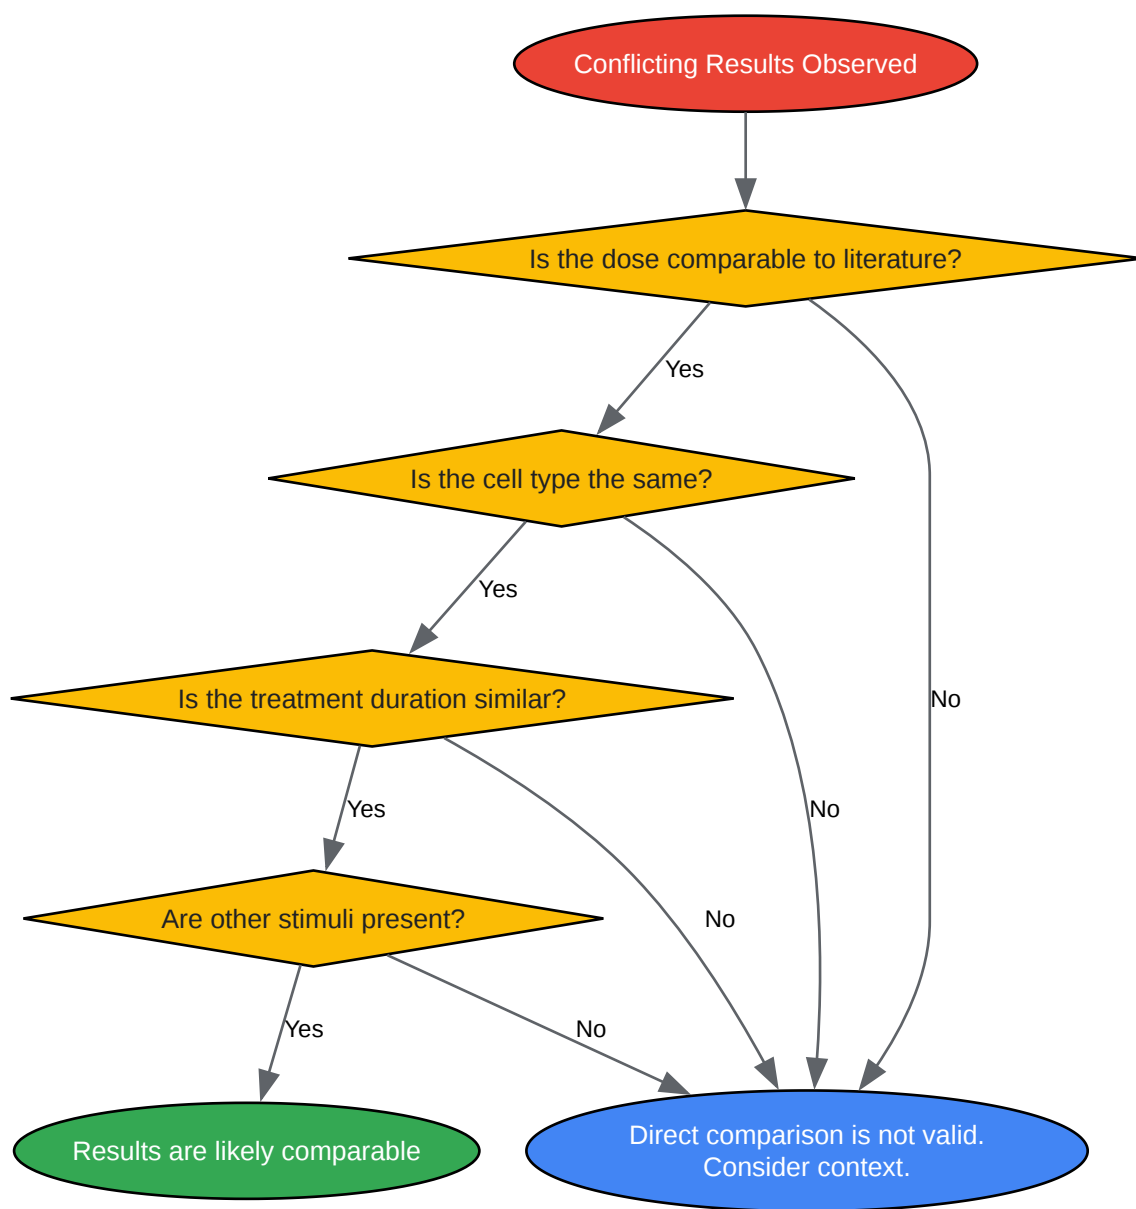 Conflicting Results Observed
Is the dose comparable to literature?
Yes
Is the cell type the same?
Yes
Is the treatment duration similar?
No
Yes
No
Are other stimuli present?
No
Yes
No
Results are likely comparable
Direct comparison is not valid.
Consider context.